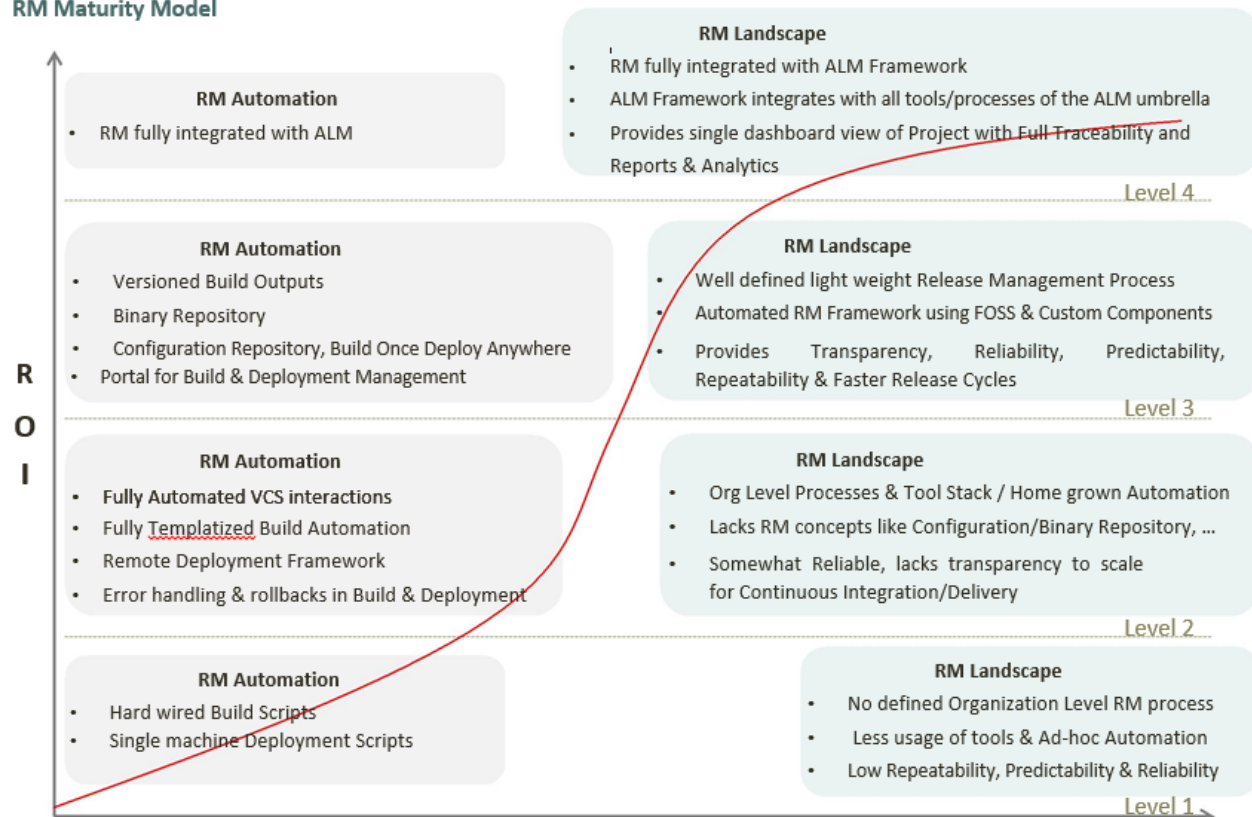 RM Maturity Model
RM Landscape
• RM fully integrated with ALM Framework
• ALM Framework integrates with all tools/processes of the ALM umbrella
• Provides single dashboard view of Project with Full Traceability and
Reports & Analytics
RM Automation
• RM fully integrated with ALM
Level 4
RM Automation
• Versioned Build Outputs
• Binary Repository
• Configuration Repository, Build Once Deploy Anywhere
• Portal for Build & Deployment Management
RM Landscape
• Well defined light weight Release Management Process
• Automated RM Framework using FOSS & Custom Components
• Provides Transparency, Reliability, Predictability,
Repeatability & Faster Release Cycles
Level 3
R
O
I
RM Automation
• Fully Automated VCS interactions
• Fully Templatized Build Automation
• Remote Deployment Framework
• Error handling & rollbacks in Build & Deployment
RM Landscape
• Org Level Processes & Tool Stack / Home grown Automation
• Lacks RM concepts like Configuration/Binary Repository, ...
• Somewhat Reliable, lacks transparency to scale
for Continuous Integration/Delivery
Level 2
RM Automation
• Hard wired Build Scripts
• Single machine Deployment Scripts
RM Landscape
• No defined Organization Level RM process
• Less usage of tools & Ad-hoc Automation
• Low Repeatability, Predictability & Reliability
Level 1